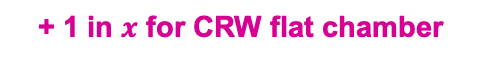 + 1 in x for CRW flat chamber